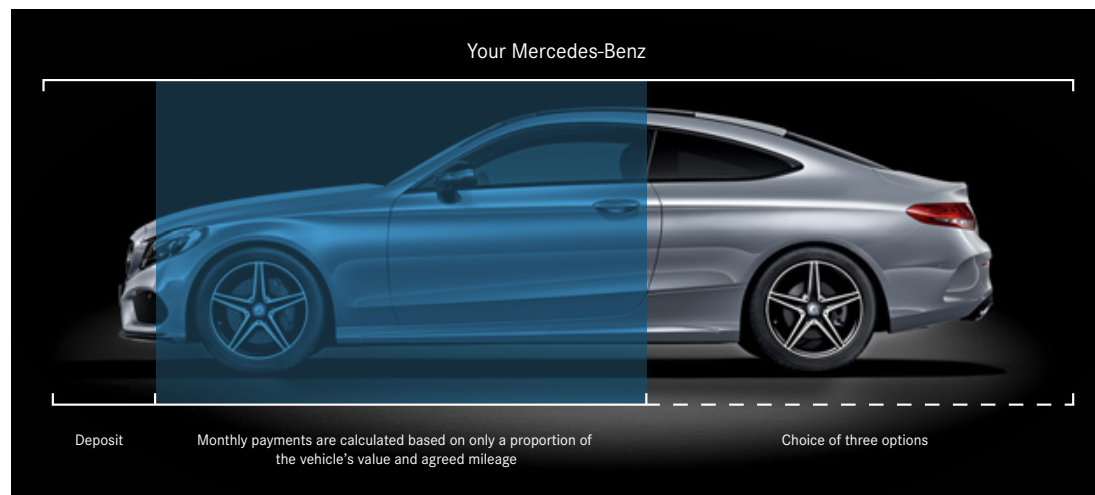 Your Mercedes-Benz
Deposit
Monthly payments are calculated based on only a proportion of
the vehicle's value and agreed mileage
Choice of three options